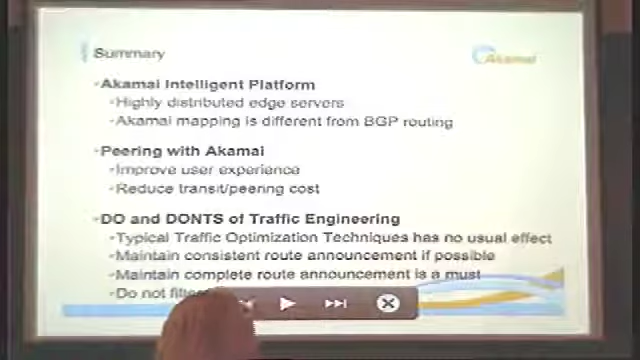 Summary
Akamai
Akamai Intelligent Platform
Highly distributed edge servers
Akamai mapping is different from BGP routing
Peering with Akamai
Improve user experience
Reduce transit/peering cost
DO and DONTS of Traffic Engineering
Typical Traffic Optimization Techniques has no usual effect
Maintain consistent route announcement if possible
Maintain complete route announcement is a must
Do not filter